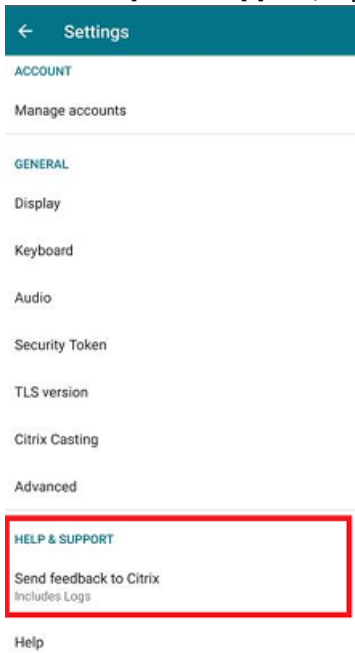 Settings
ACCOUNT
Manage accounts
GENERAL
Display
Keyboard
Audio
Security Token
TLS version
Citrix Casting
Advanced
HELP & SUPPORT
Send feedback to Citrix
Includes Logs
Help